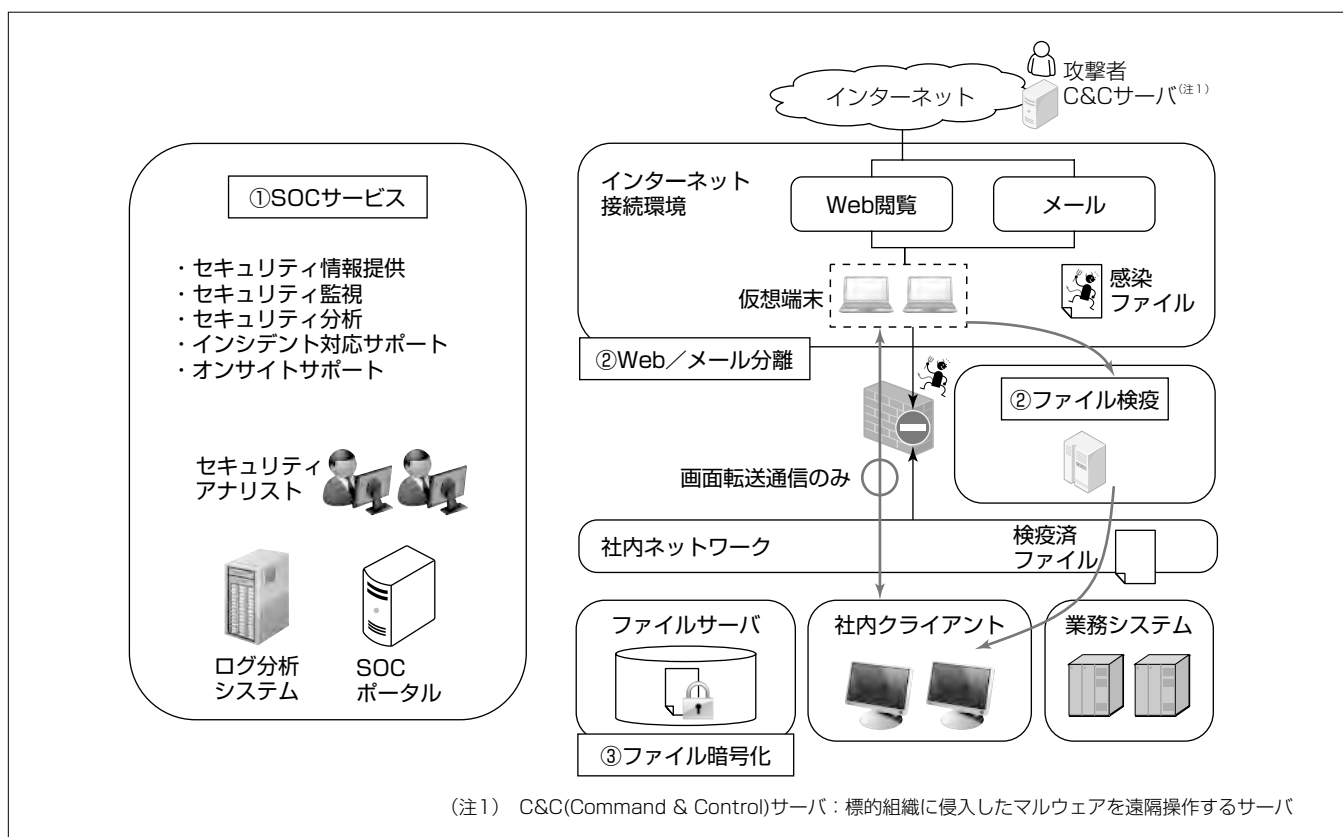 ①SOCサービス
・セキュリティ情報提供
・セキュリティ監視
・セキュリティ分析
・インシデント対応サポート
・オンサイトサポート
セキュリティ
アナリスト
ログ分析
システム
SOC
ポータル
インターネット
攻撃者
C&Cサーバ(注1)
インターネット
接続環境
Web閲覧
メール
仮想端末
感染
ファイル
②Web／メール分離
②ファイル検疫
画面転送通信のみ
社内ネットワーク
検疫済
ファイル
ファイルサーバ
③ファイル暗号化
社内クライアント
業務システム
（注1） C&C(Command & Control)サーバ：標的組織に侵入したマルウェアを遠隔操作するサーバ